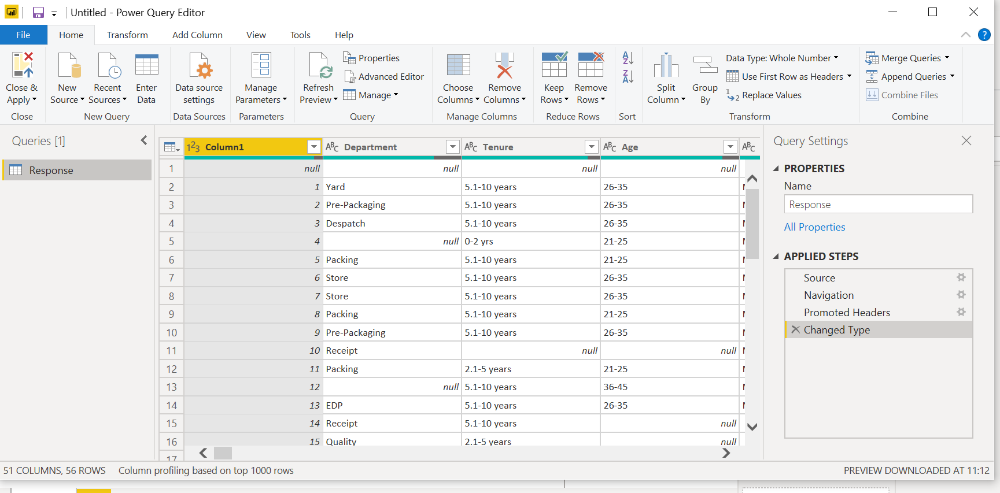 Untitled - Power Query Editor
File Home Transform Add Column View Tools Help
Close & Apply
Close
New Source
Recent Sources
Enter Data
New Query
Data source settings
Data Sources
Manage Parameters
Parameters
Refresh Preview
Properties
Advanced Editor
Manage
Query
Choose Columns
Remove Columns
Manage Columns
Keep Rows
Remove Rows
Reduce Rows
Sort
Split Column
Group By
Data Type: Whole Number
Use First Row as Headers
Replace Values
Transform
Merge Queries
Append Queries
Combine Files
Combine
Queries [1]
Response
123 Column1 ABC Department ABC Tenure ABC Age ABC
1 null null null null
2 1 Yard 5.1-10 years 26-35
3 2 Pre-Packaging 5.1-10 years 26-35
4 3 Despatch 5.1-10 years 26-35
5 4 null 0-2 yrs 21-25
6 5 Packing 5.1-10 years 21-25
7 6 Store 5.1-10 years 26-35
8 7 Store 5.1-10 years 26-35
9 8 Packing 5.1-10 years 21-25
10 9 Pre-Packaging 5.1-10 years 26-35
11 10 Receipt null null
12 11 Packing 2.1-5 years 21-25
13 12 null 5.1-10 years 36-45
14 13 EDP 5.1-10 years 26-35
15 14 Receipt 5.1-10 years null
16 15 Quality 2.1-5 years null
17
Query Settings
PROPERTIES
Name
Response
All Properties
APPLIED STEPS
Source
Navigation
Promoted Headers
Changed Type
51 COLUMNS, 56 ROWS Column profiling based on top 1000 rows
PREVIEW DOWNLOADED AT 11:12